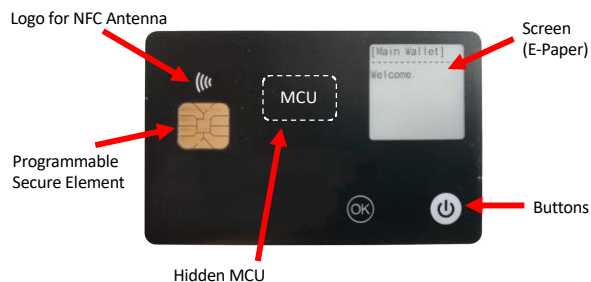 Logo for NFC Antenna
Screen
(E-Paper)
[Main Wallet]
Welcome.
MCU
Programmable
Secure Element
OK
Buttons
Hidden MCU